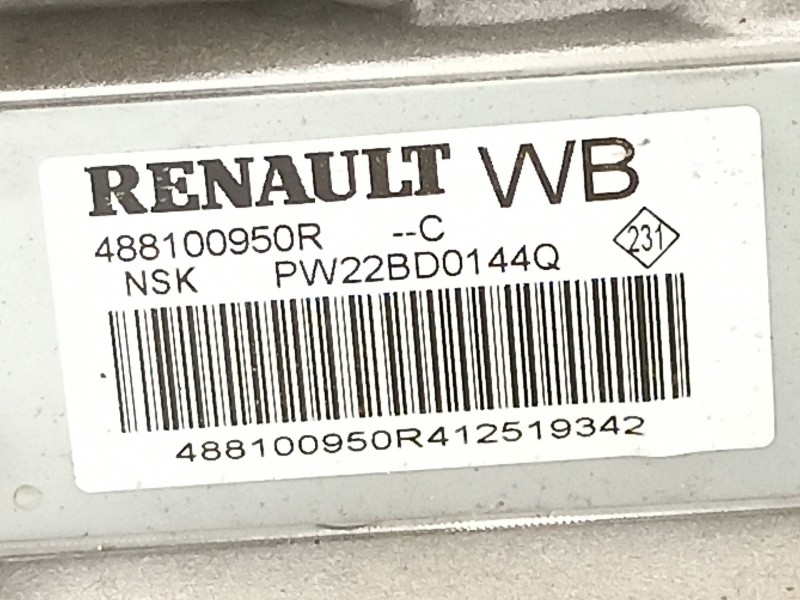 RENAULT WB
488100950R --C
231
NSK PW22BD0144Q
488100950R412519342